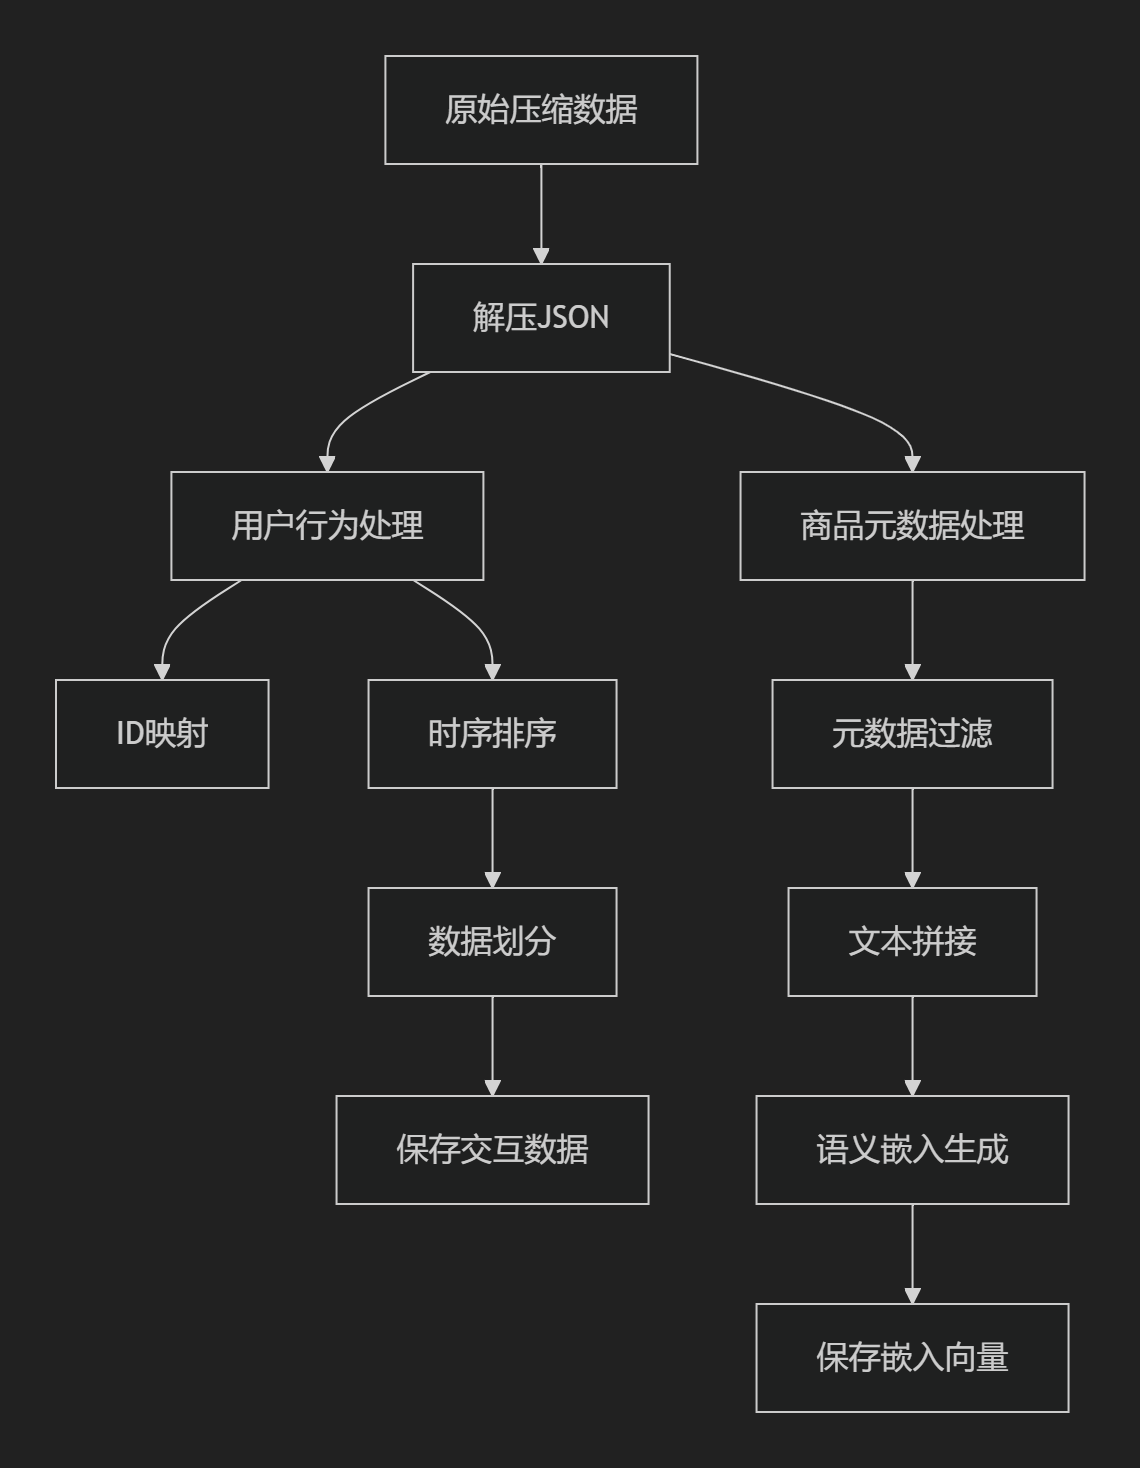 原始压缩数据
解压JSON
用户行为处理
商品元数据处理
ID映射
时序排序
元数据过滤
数据划分
文本拼接
保存交互数据
语义嵌入生成
保存嵌入向量